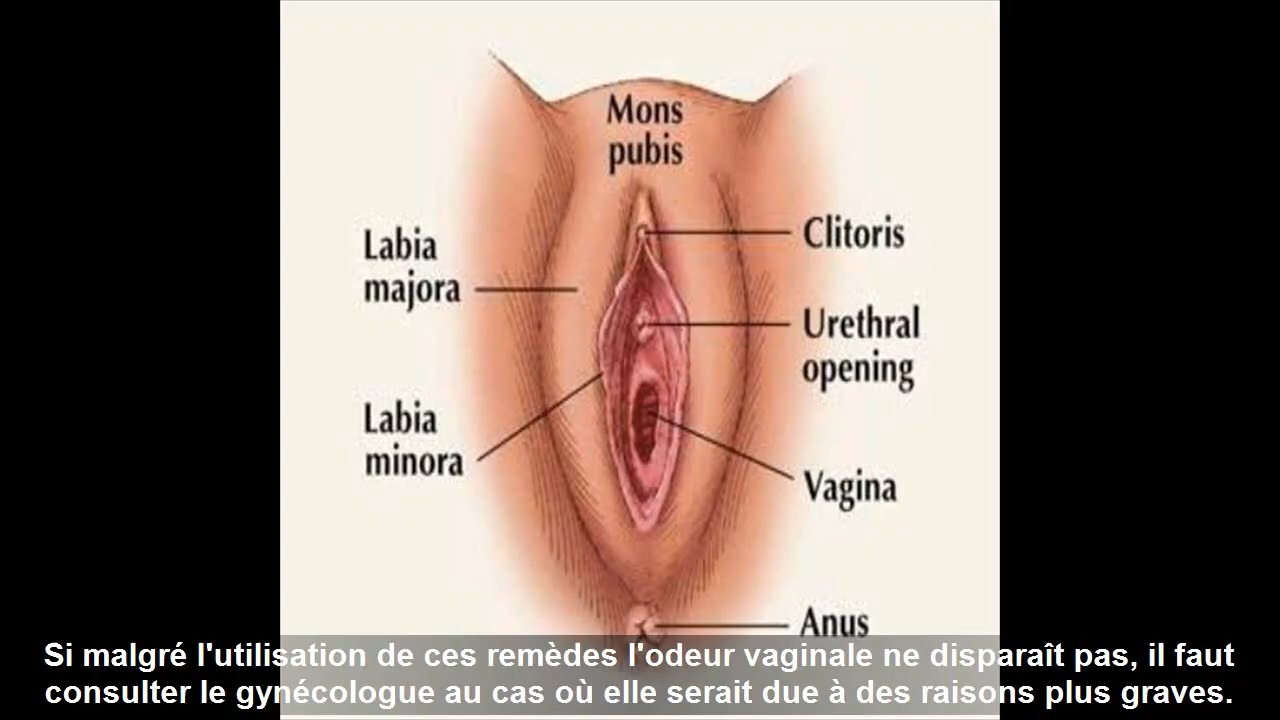 Mons
pubis
Clitoris
Labia
majora
Urethral
opening
Labia
minora
Vagina
Anus
Si malgré l'utilisation de ces remèdes l'odeur vaginale ne disparaît pas, il faut
consulter le gynécologue au cas où elle serait due à des raisons plus graves.